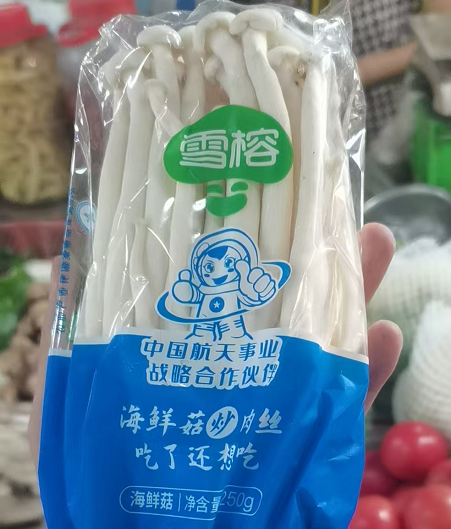 雪榕
中国航天事业
战略合作伙伴
海鲜菇炒肉丝
吃了还想吃
海鲜菇 净含量250g